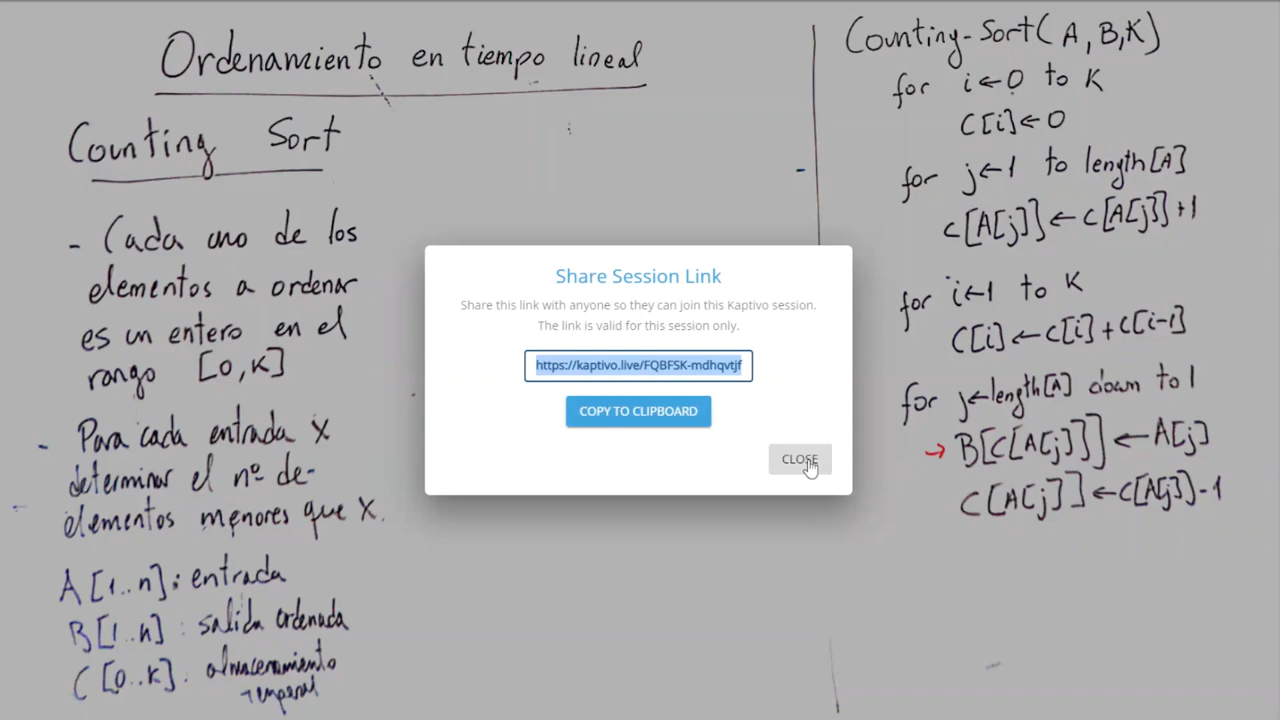 Ordenamiento en tiempo lineal
Counting Sort
- Cada uno de los
elementos a ordenar
es un entero en el
rango [0,K]
- Para cada entrada X
determinar el nº de
elementos menores que X.
A[1..n]: entrada
B[1..n]: salida ordenada
C[0..K]: almacenamiento
temporal
Share Session Link
Share this link with anyone so they can join this Kaptivo session.
The link is valid for this session only.
https://kaptivo.live/FQBFSK-mdhqvtjf
COPY TO CLIPBOARD
CLOSE
Counting-Sort(A,B,K)
for i←0 to K
C[i]←0
for j←1 to length[A]
C[A[j]]←C[A[j]]+1
for i←1 to K
C[i]←C[i]+C[i-1]
for j←length[A] down to 1
→ B[C[A[j]]]←A[j]
C[A[j]]←C[A[j]]-1